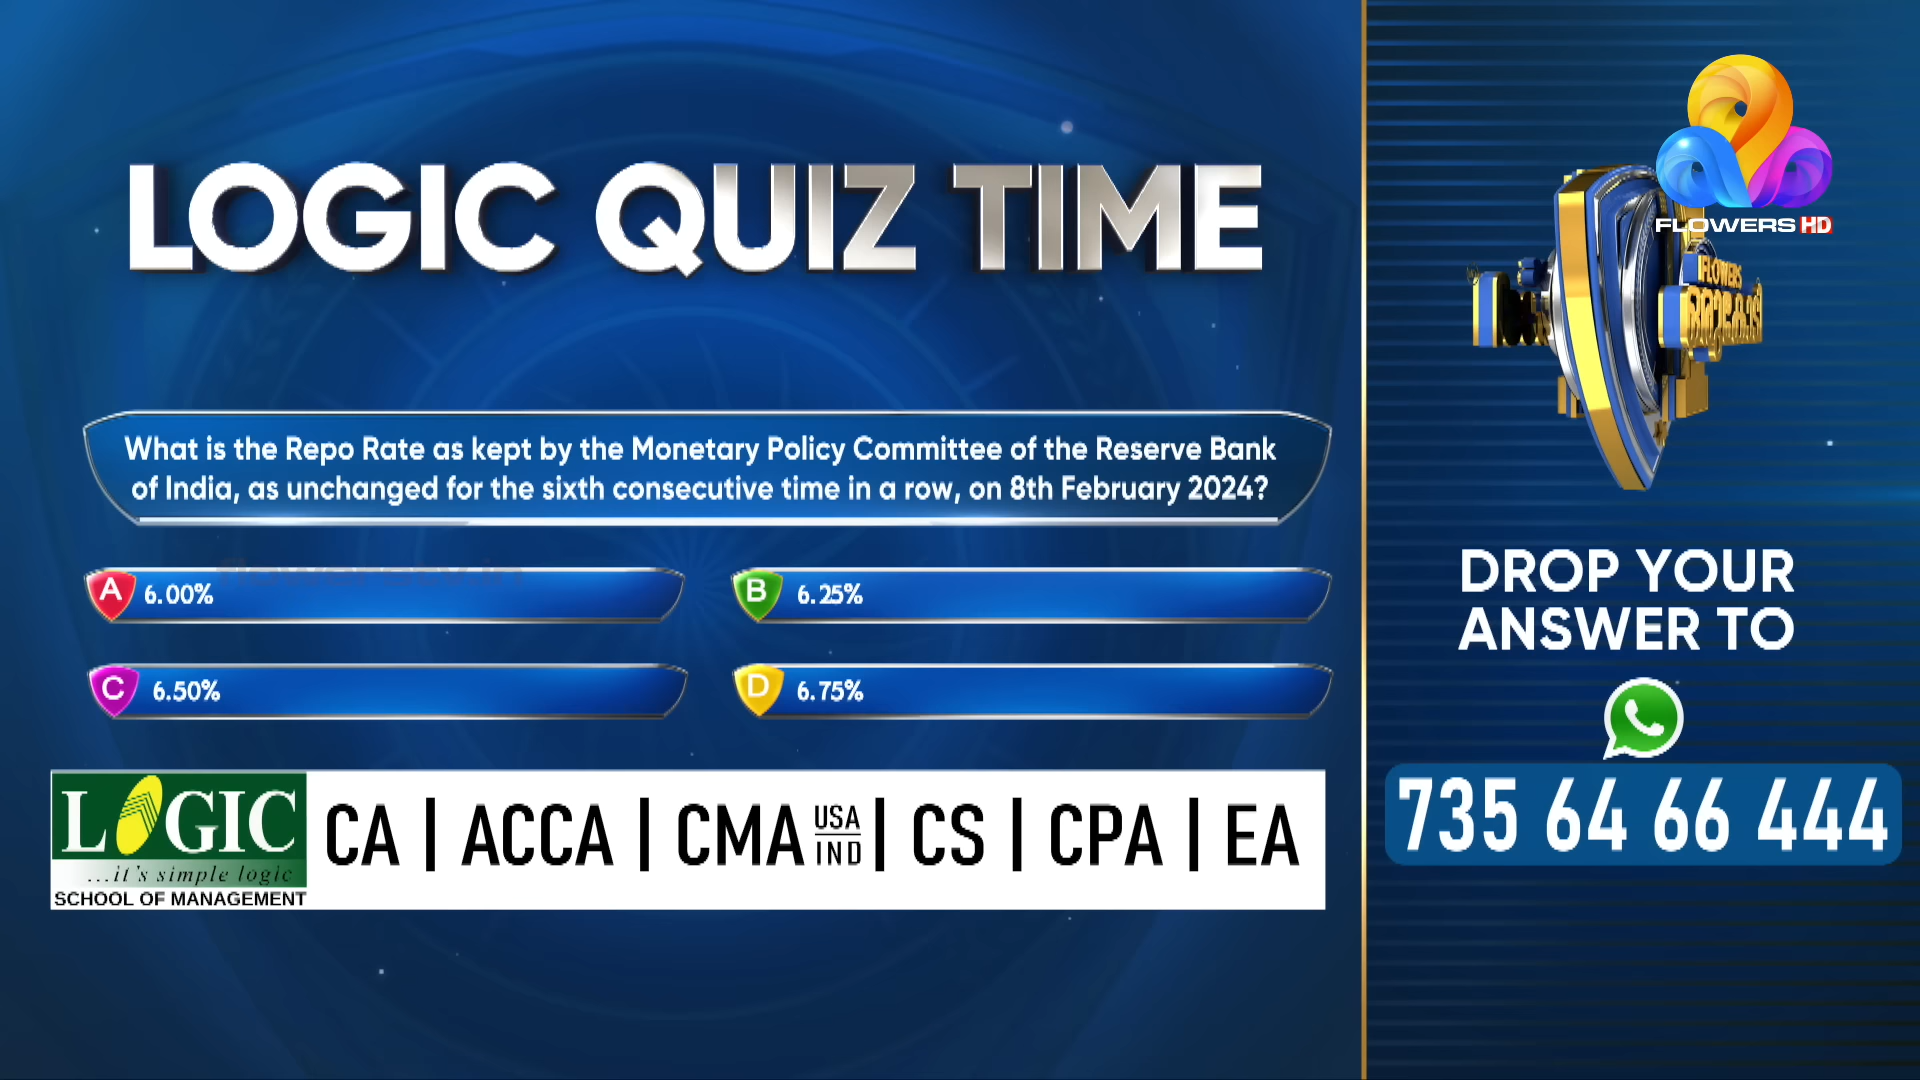 LOGIC QUIZ TIME
What is the Repo Rate as kept by the Monetary Policy Committee of the Reserve Bank
of India, as unchanged for the sixth consecutive time in a row, on 8th February 2024?
A 6.00%
B 6.25%
C 6.50%
D 6.75%
LOGIC
...it's simple logic
SCHOOL OF MANAGEMENT
CA | ACCA | CMA USA IND | CS | CPA | EA
FLOWERS HD
FLOWERS
ഒരു കോടി
DROP YOUR
ANSWER TO
735 64 66 444